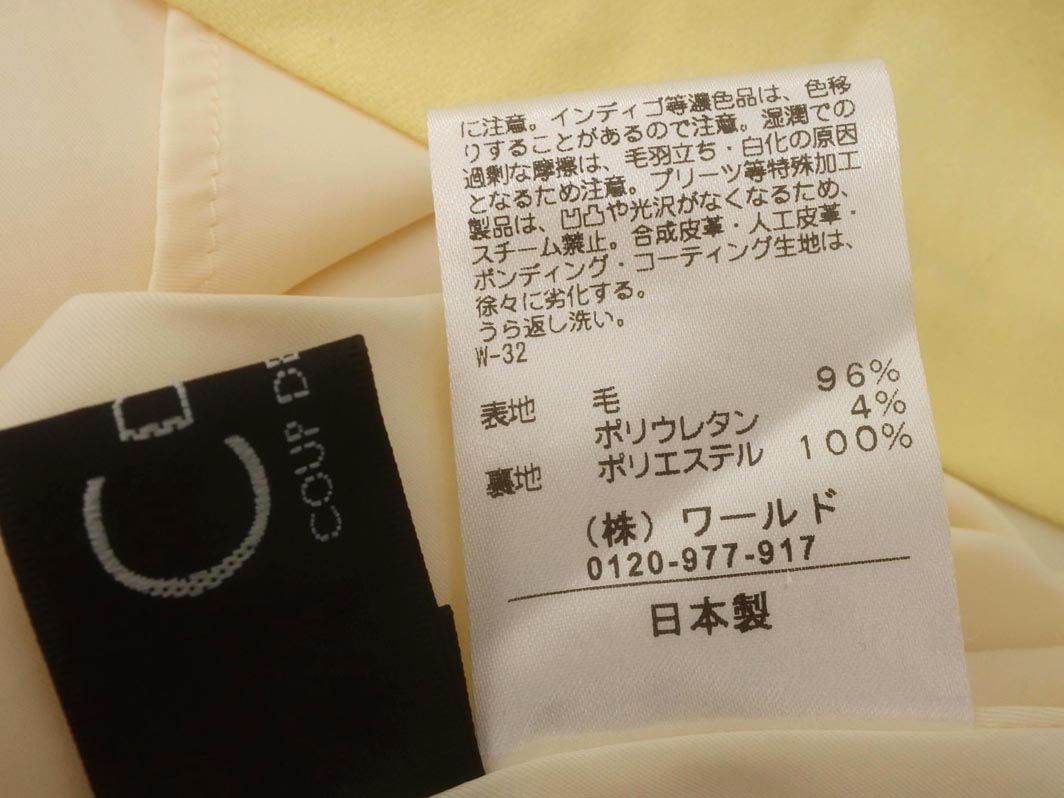 に注意。インディゴ等濃色品は、色移
りすることがあるので注意。湿潤での
過剰な摩擦は、毛羽立ち・白化の原因
となるため注意。プリーツ等特殊加工
製品は、凹凸や光沢がなくなるため、
スチーム禁止。合成皮革・人工皮革・
ボンディング・コーティング生地は、
徐々に劣化する。
うら返し洗い。
W-32
表地 毛 96%
ポリウレタン 4%
裏地 ポリエステル 100%
(株) ワールド
0120-977-917
日本製
COUP DE